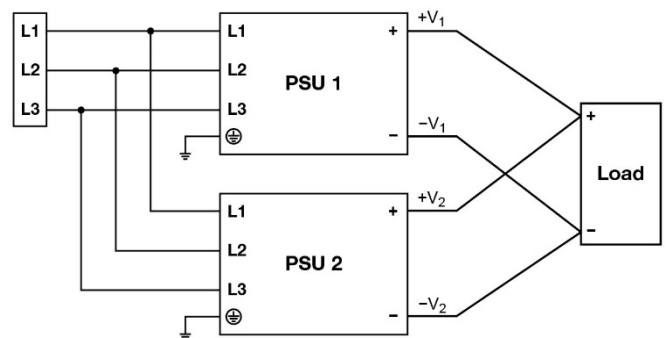 L1
L2
L3
L1
L2
L3
PSU 1
+
−
+V₁
−V₁
L1
L2
L3
PSU 2
+
−
+V₂
−V₂
+
Load
−